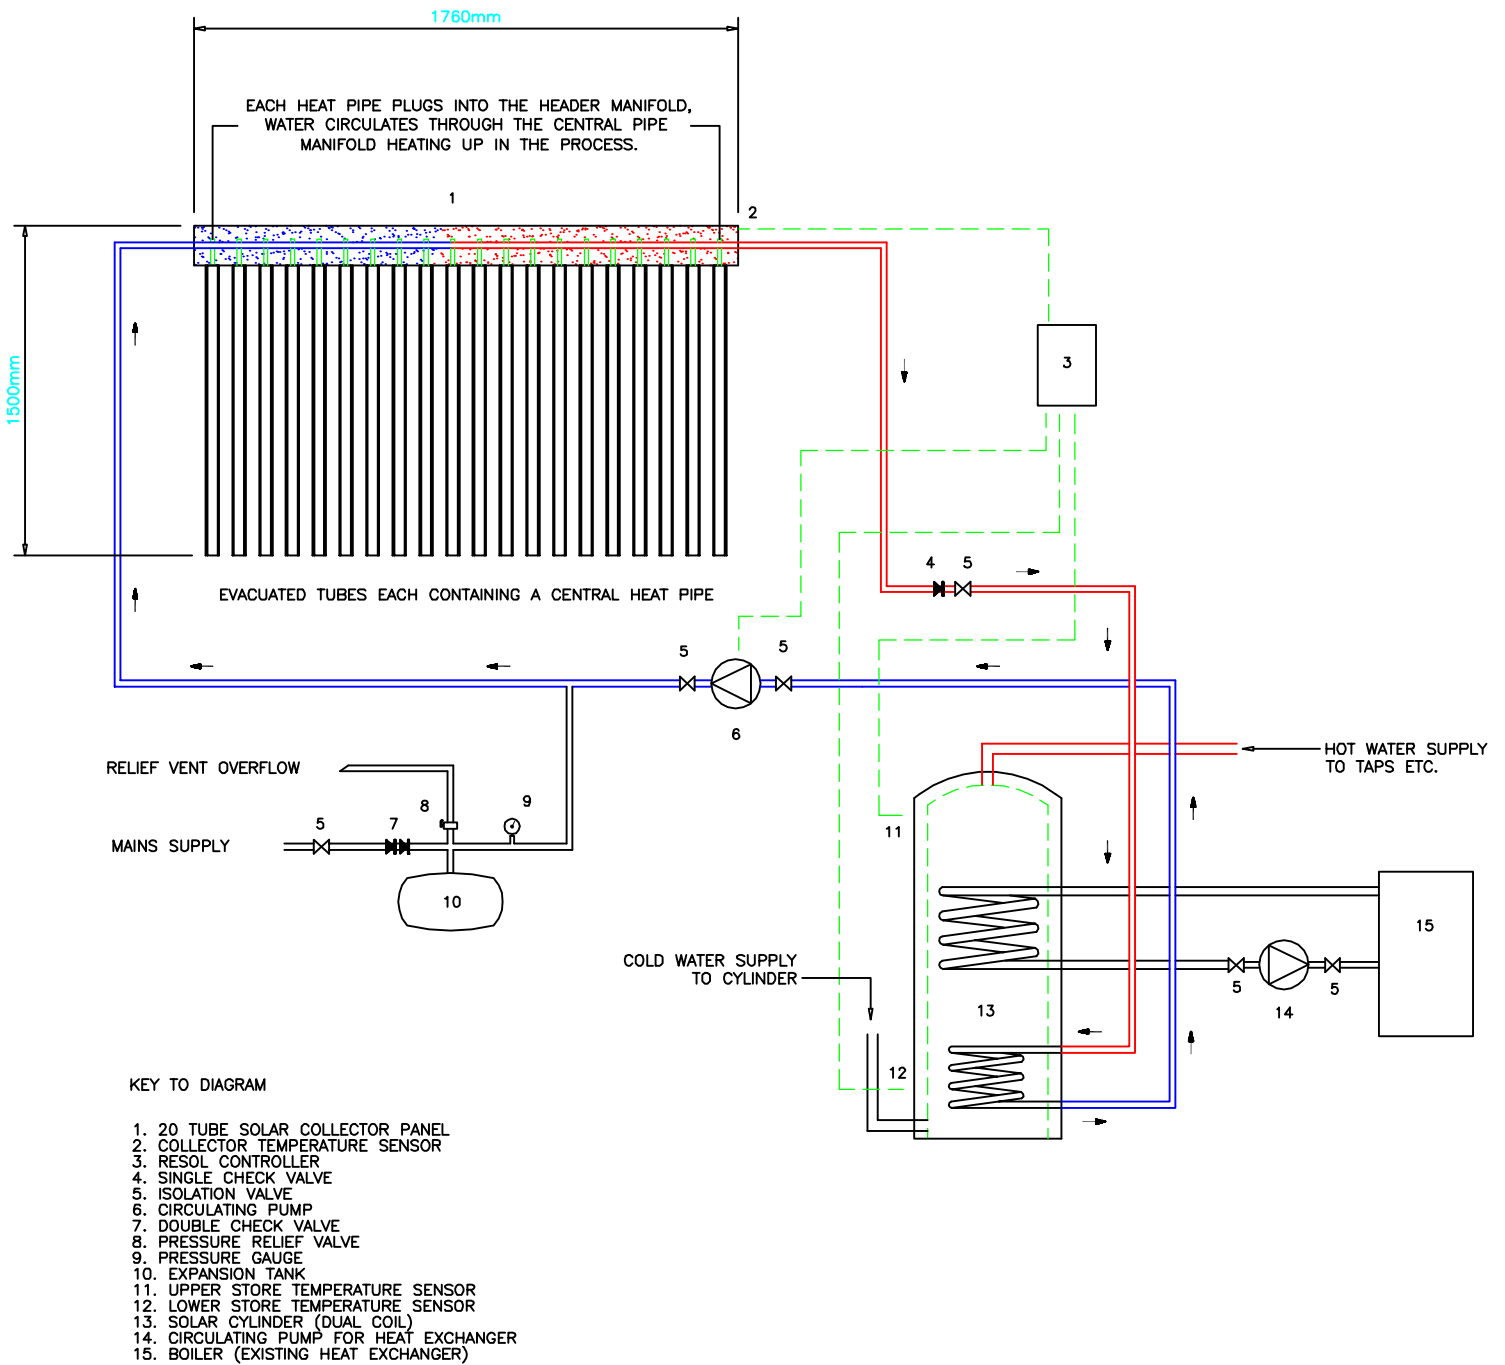 1760mm
EACH HEAT PIPE PLUGS INTO THE HEADER MANIFOLD,
WATER CIRCULATES THROUGH THE CENTRAL PIPE
MANIFOLD HEATING UP IN THE PROCESS.
1
2
3
1500mm
4
5
EVACUATED TUBES EACH CONTAINING A CENTRAL HEAT PIPE
5
5
6
HOT WATER SUPPLY
TO TAPS ETC.
RELIEF VENT OVERFLOW
8
9
5
7
11
MAINS SUPPLY
10
15
COLD WATER SUPPLY
TO CYLINDER
5
5
13
14
12
KEY TO DIAGRAM
1. 20 TUBE SOLAR COLLECTOR PANEL
2. COLLECTOR TEMPERATURE SENSOR
3. RESOL CONTROLLER
4. SINGLE CHECK VALVE
5. ISOLATION VALVE
6. CIRCULATING PUMP
7. DOUBLE CHECK VALVE
8. PRESSURE RELIEF VALVE
9. PRESSURE GAUGE
10. EXPANSION TANK
11. UPPER STORE TEMPERATURE SENSOR
12. LOWER STORE TEMPERATURE SENSOR
13. SOLAR CYLINDER (DUAL COIL)
14. CIRCULATING PUMP FOR HEAT EXCHANGER
15. BOILER (EXISTING HEAT EXCHANGER)